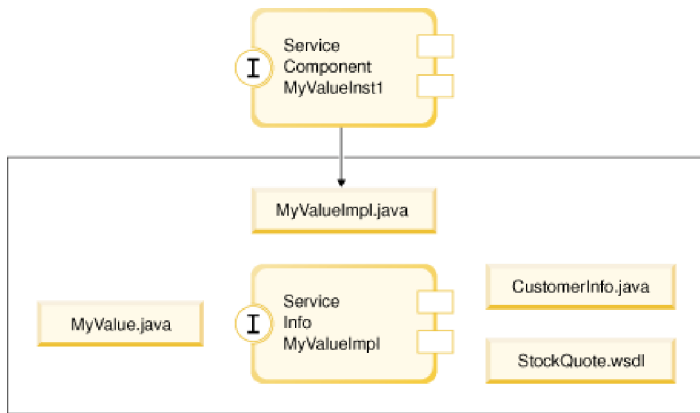 Service
Component
MyValueInst1
MyValueImpl.java
MyValue.java
Service
Info
MyValueImpl
CustomerInfo.java
StockQuote.wsdl